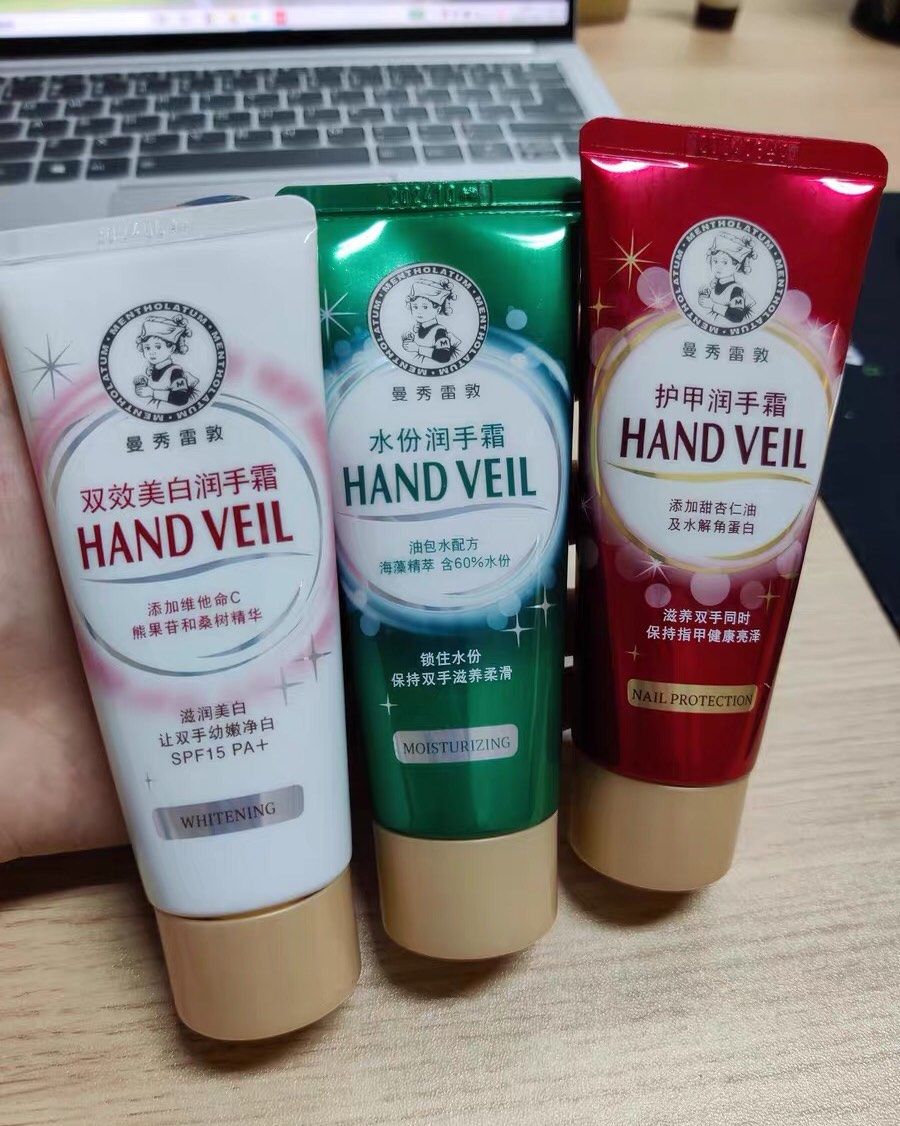 MENTHOLATUM · MENTHOLATUM
M
曼秀雷敦
双效美白润手霜
HAND VEIL
添加维他命C
熊果苷和桑树精华
滋润美白
让双手幼嫩净白
SPF15 PA+
WHITENING
MENTHOLATUM · MENTHOLATUM
M
曼秀雷敦
水份润手霜
HAND VEIL
油包水配方
海藻精萃 含60%水份
锁住水份
保持双手滋养柔滑
MOISTURIZING
MENTHOLATUM · MENTHOLATUM
M
曼秀雷敦
护甲润手霜
HAND VEIL
添加甜杏仁油
及水解角蛋白
滋养双手同时
保持指甲健康亮泽
NAIL PROTECTION